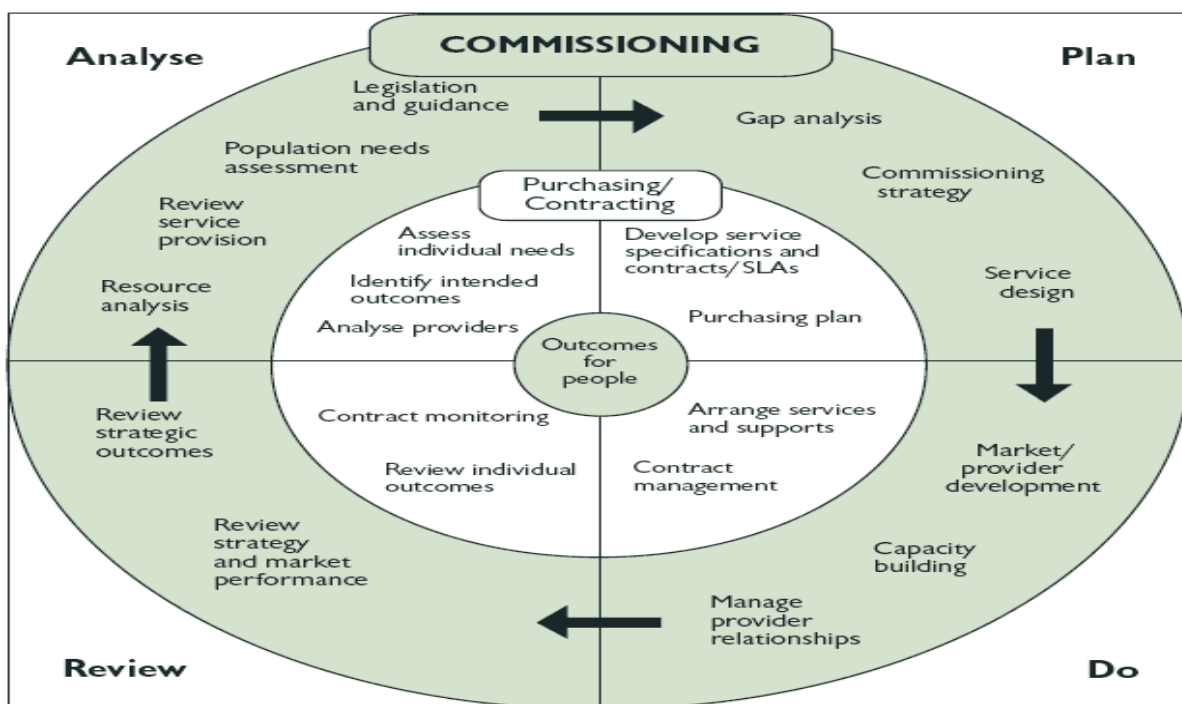 COMMISSIONING
Analyse
Plan
Legislation
and guidance
Population needs
assessment
Review
service
provision
Resource
analysis
Gap analysis
Commissioning
strategy
Service
design
Purchasing/
Contracting
Assess
individual needs
Identify intended
outcomes
Analyse providers
Develop service
specifications and
contracts/SLAs
Purchasing plan
Outcomes
for
people
Contract monitoring
Review individual
outcomes
Arrange services
and supports
Contract
management
Review
strategic
outcomes
Review
strategy
and market
performance
Market/
provider
development
Capacity
building
Manage
provider
relationships
Review
Do